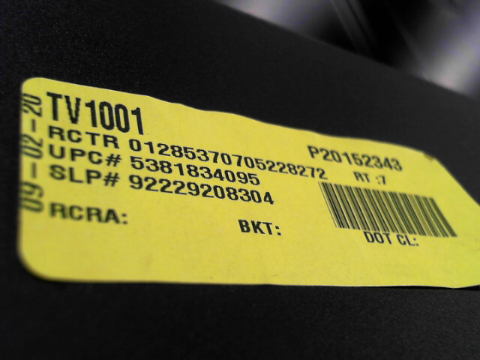 09-02-20
TV1001
P20152343
RCTR 01285370705228272
RT :7
UPC# 5381834095
SLP# 92229208304
RCRA:
BKT:
DOT CL: